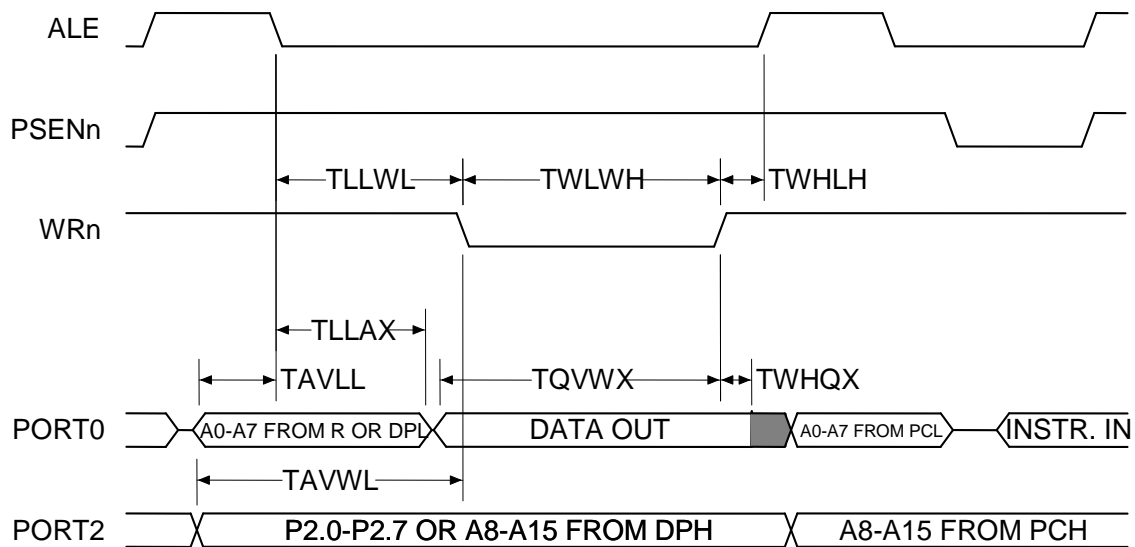 ALE
PSENn
TLLWL TWLWH TWHLH
WRn
TLLAX
TAVLL TQVWX TWHQX
PORT0 A0-A7 FROM R OR DPL DATA OUT A0-A7 FROM PCL INSTR. IN
TAVWL
PORT2 P2.0-P2.7 OR A8-A15 FROM DPH A8-A15 FROM PCH